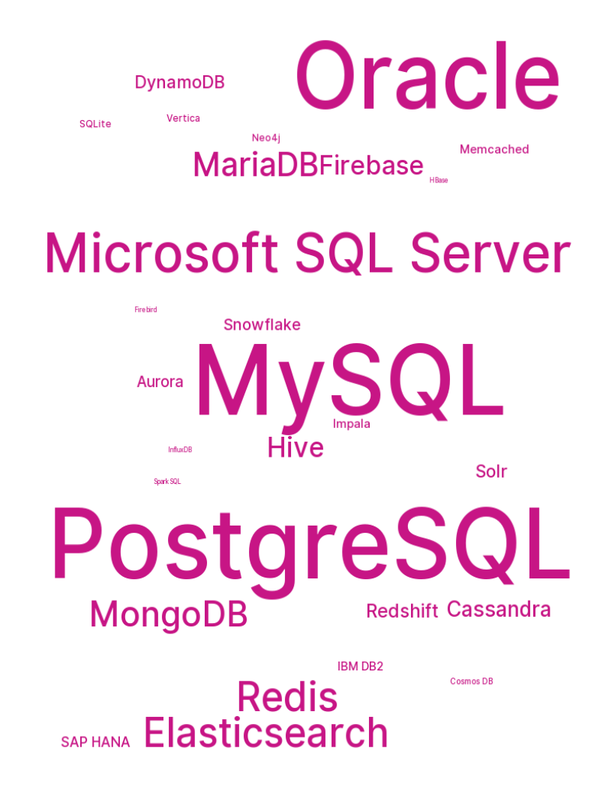 Oracle
DynamoDB
Vertica
SQLite
Neo4j
Memcached
MariaDB Firebase
HBase
Microsoft SQL Server
Firebird
Snowflake
MySQL
Aurora
Impala
Hive
InfluxDB
Solr
Spark SQL
PostgreSQL
MongoDB
Redshift Cassandra
IBM DB2
Cosmos DB
Redis
Elasticsearch
SAP HANA